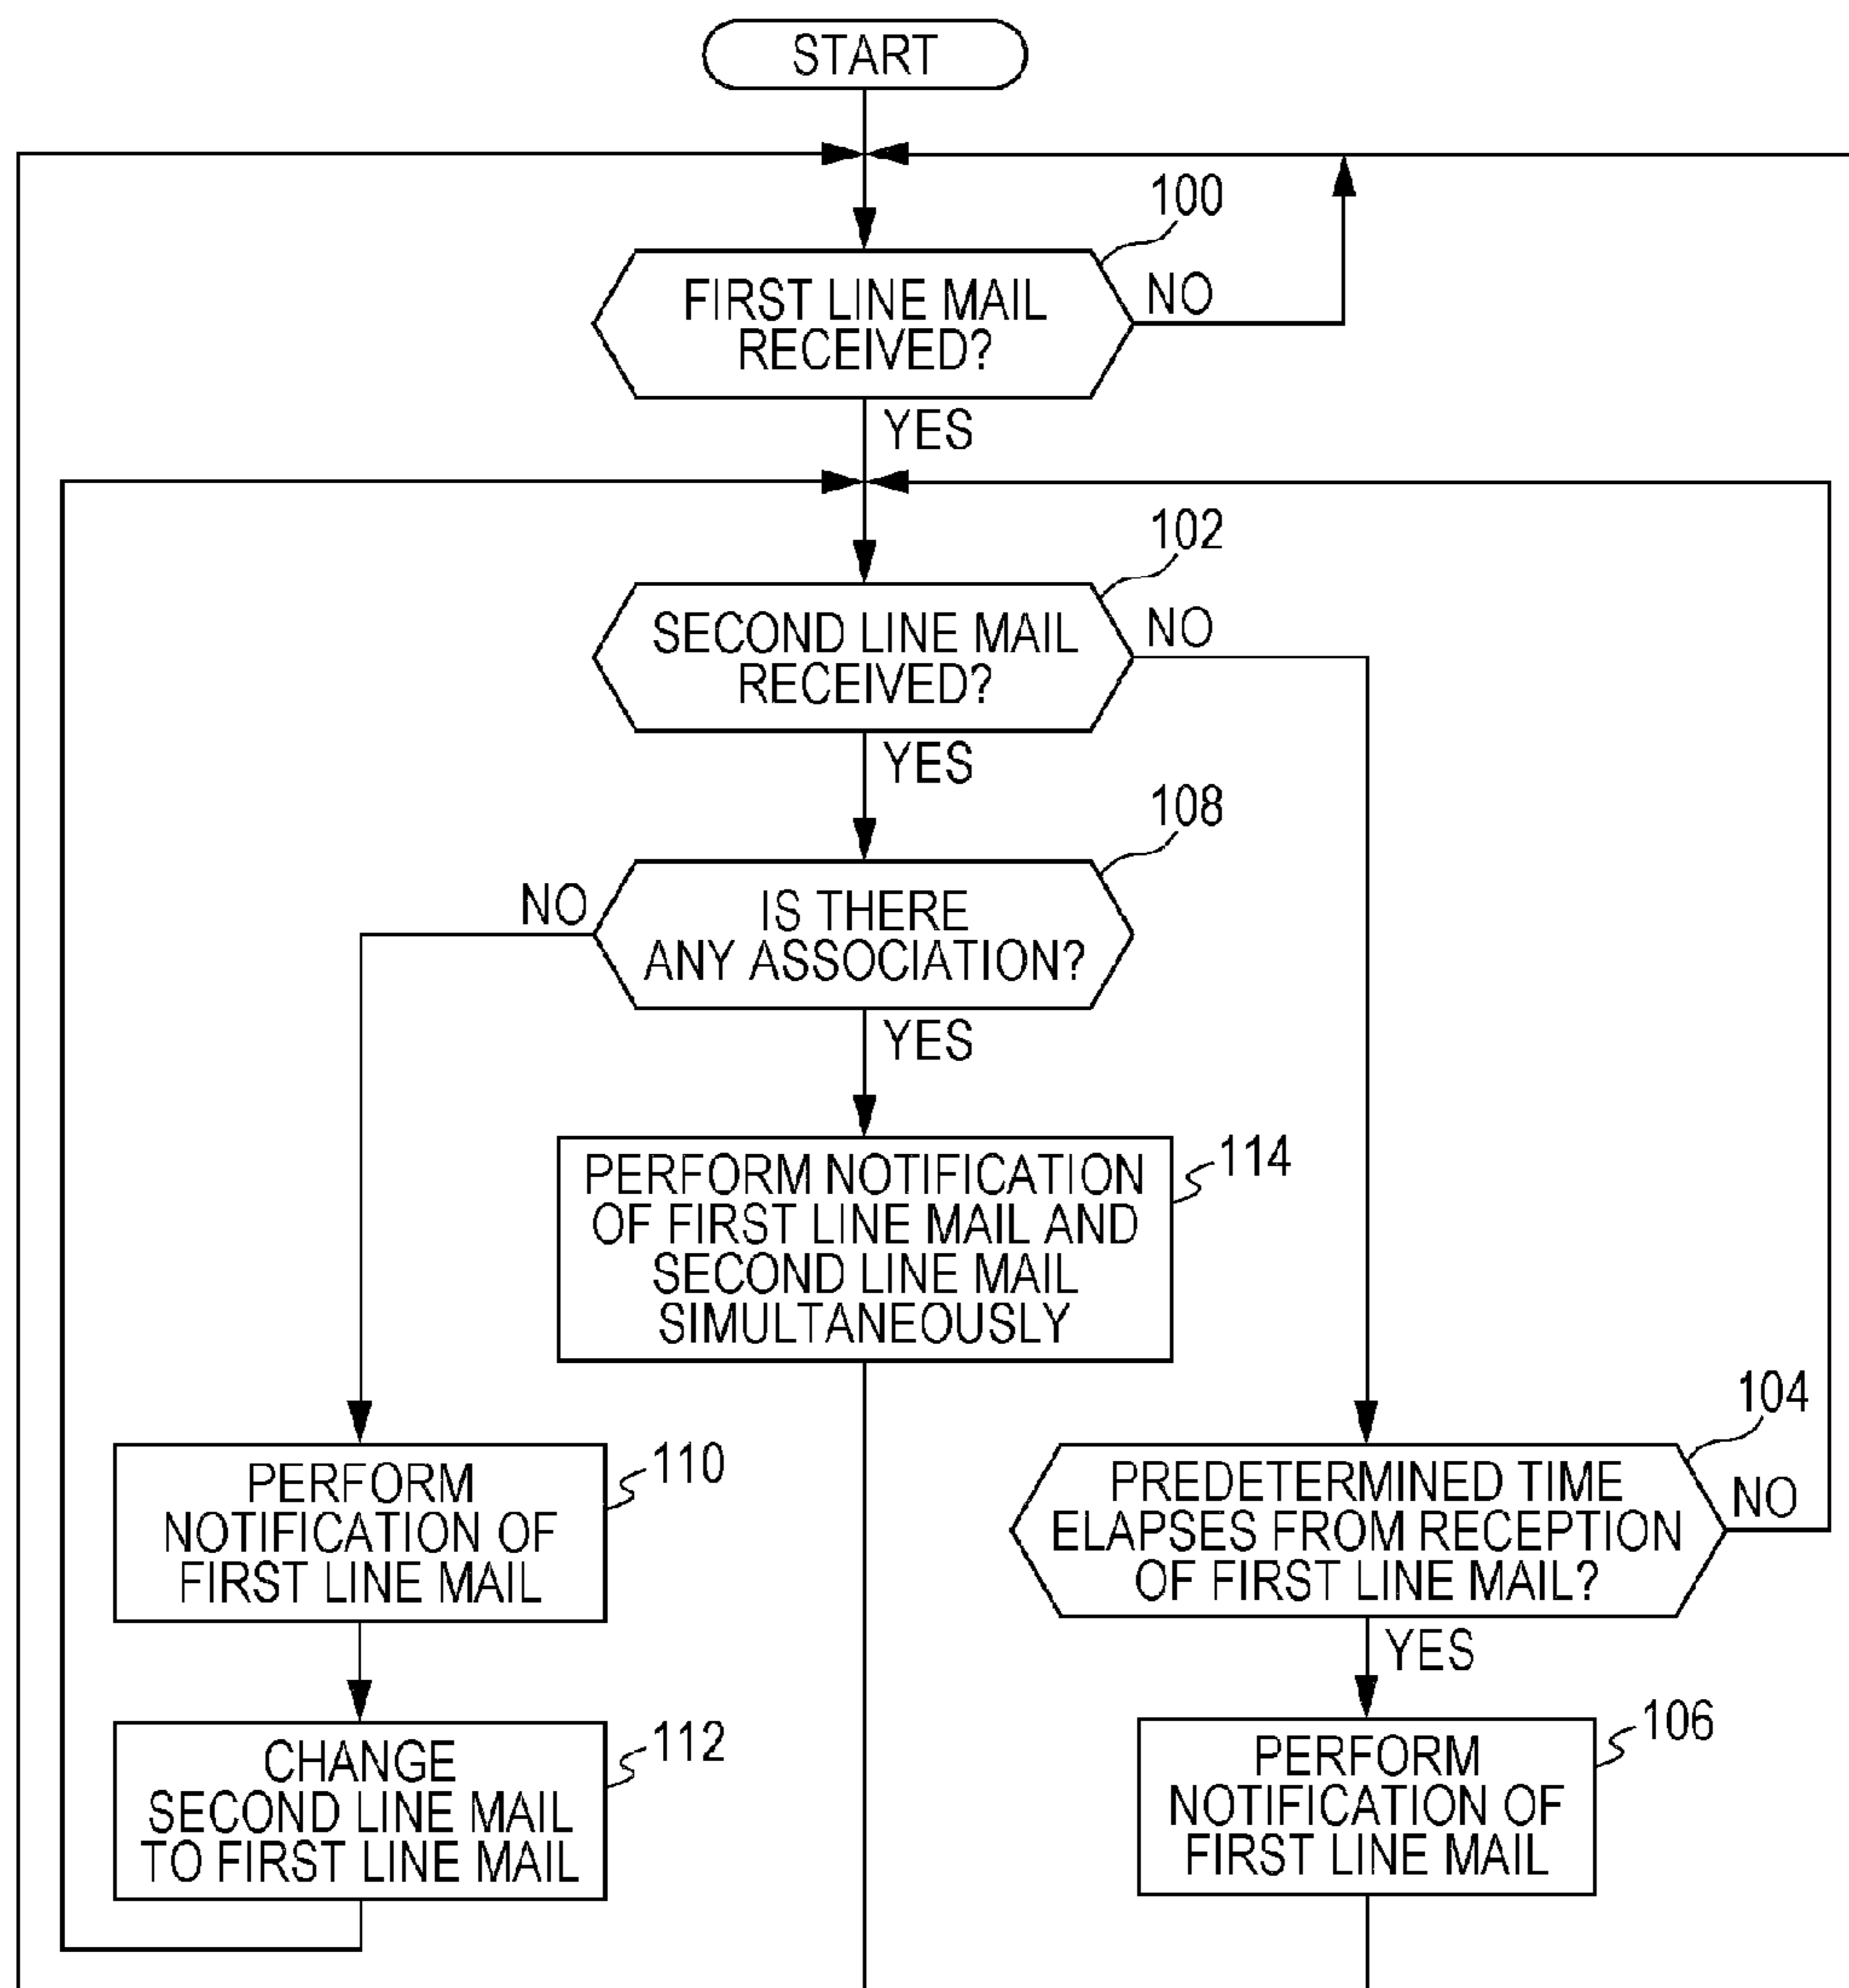 START
100
FIRST LINE MAIL
RECEIVED?
NO
YES
102
SECOND LINE MAIL
RECEIVED?
NO
YES
108
NO
IS THERE
ANY ASSOCIATION?
YES
114
PERFORM NOTIFICATION
OF FIRST LINE MAIL AND
SECOND LINE MAIL
SIMULTANEOUSLY
110
PERFORM
NOTIFICATION OF
FIRST LINE MAIL
104
PREDETERMINED TIME
ELAPSES FROM RECEPTION
OF FIRST LINE MAIL?
NO
YES
112
CHANGE
SECOND LINE MAIL
TO FIRST LINE MAIL
106
PERFORM
NOTIFICATION OF
FIRST LINE MAIL